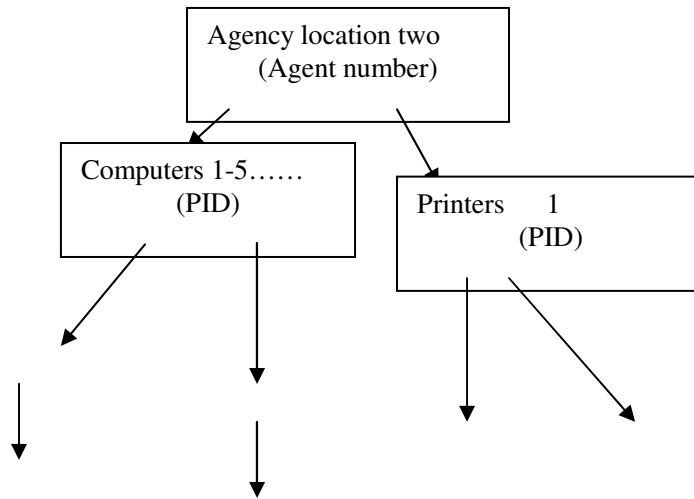 Agency location two
(Agent number)
Computers 1-5……
(PID)
Printers 1
(PID)